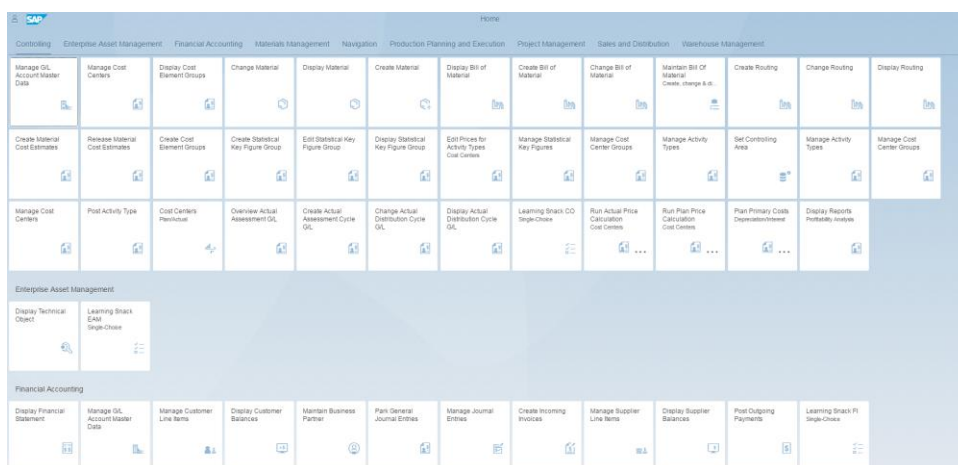 SAP
Home
Controlling Enterprise Asset Management Financial Accounting Materials Management Navigation Production Planning and Execution Project Management Sales and Distribution Warehouse Management
Manage G/L
Account Master
Data
Manage Cost
Centers
Display Cost
Element Groups
Change Material
Display Material
Create Material
Display Bill of
Material
Create Bill of
Material
Change Bill of
Material
Maintain Bill Of
Material
Create, change & di...
Create Routing
Change Routing
Display Routing
Create Material
Cost Estimates
Release Material
Cost Estimates
Create Cost
Element Groups
Create Statistical
Key Figure Group
Edit Statistical Key
Figure Group
Display Statistical
Key Figure Group
Edit Prices for
Activity Types
Cost Centers
Manage Statistical
Key Figures
Manage Cost
Center Groups
Manage Activity
Types
Set Controlling
Area
Manage Activity
Types
Manage Cost
Center Groups
Manage Cost
Centers
Post Activity Type
Cost Centers
Plan/Actual
Overview Actual
Assessment G/L
Create Actual
Assessment Cycle
G/L
Change Actual
Distribution Cycle
G/L
Display Actual
Distribution Cycle
G/L
Learning Snack CO
Single-Choice
Run Actual Price
Calculation
Cost Centers
...
Run Plan Price
Calculation
Cost Centers
...
Plan Primary Costs
Depreciation/Interest
...
Display Reports
Profitability Analysis
Enterprise Asset Management
Display Technical
Object
Learning Snack
EAM
Single-Choice
Financial Accounting
Display Financial
Statement
Manage G/L
Account Master
Data
Manage Customer
Line Items
Display Customer
Balances
Maintain Business
Partner
Park General
Journal Entries
Manage Journal
Entries
Create Incoming
Invoices
Manage Supplier
Line Items
Display Supplier
Balances
Post Outgoing
Payments
Learning Snack FI
Single-Choice